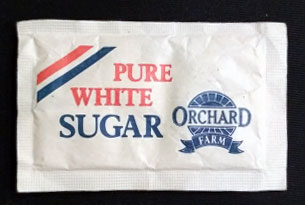 PURE
WHITE
SUGAR
ORCHARD
FARM